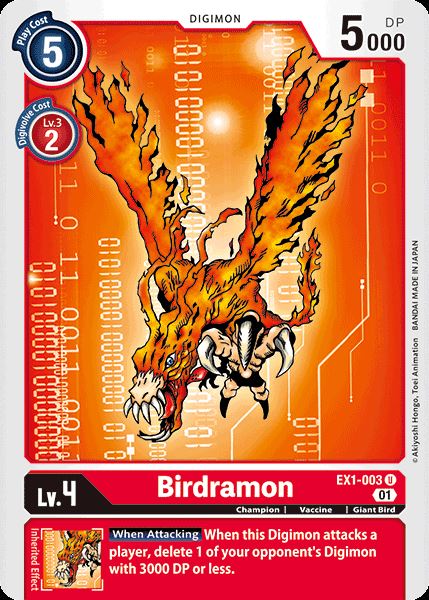 DIGIMON
Play Cost
5
DP
5000
Digivolve Cost
Lv.3
2
©Akiyoshi Hongo, Toei Animation BANDAI MADE IN JAPAN
Lv.4
Birdramon
EX1-003 U
01
Champion | Vaccine | Giant Bird
Inherited Effect
When Attacking When this Digimon attacks a
player, delete 1 of your opponent's Digimon
with 3000 DP or less.